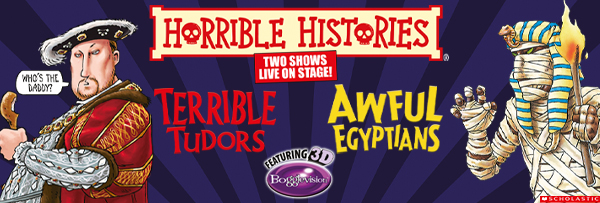 HORRIBLE HISTORIES®
TWO SHOWS
LIVE ON STAGE!
WHO'S THE
DADDY?
TERRIBLE
TUDORS
AWFUL
EGYPTIANS
FEATURING 3D
Bogglevision
SCHOLASTIC